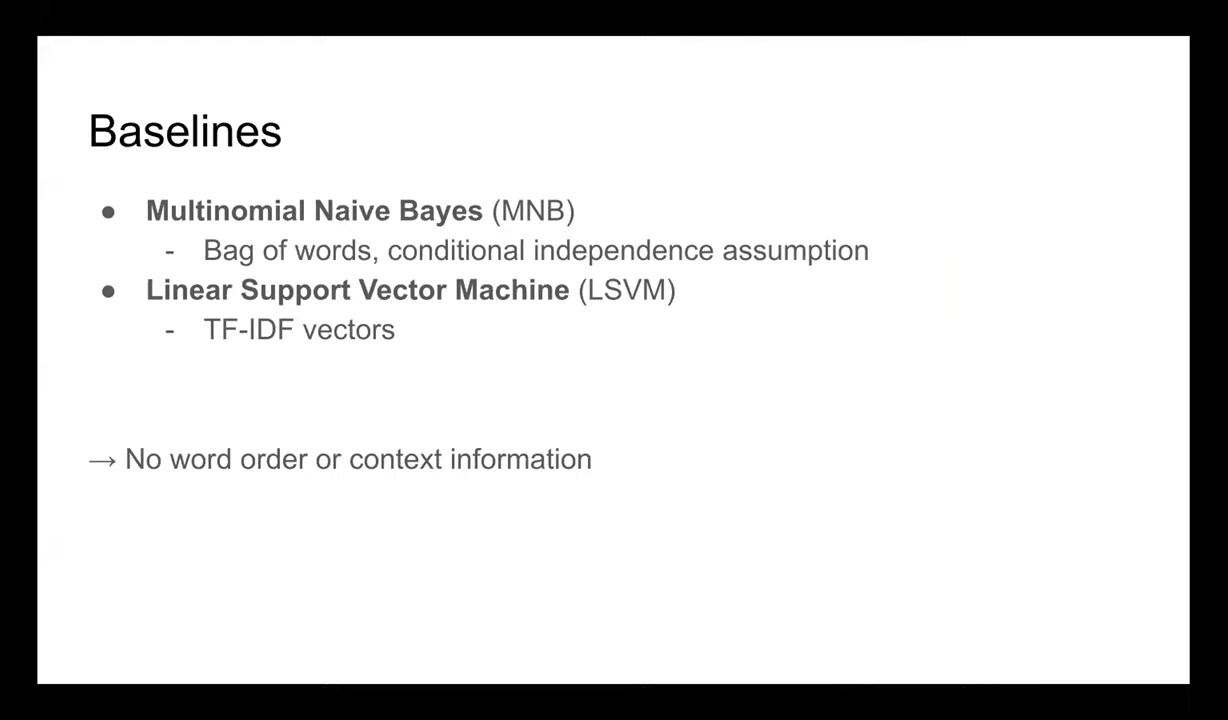 Baselines
● Multinomial Naive Bayes (MNB)
- Bag of words, conditional independence assumption
● Linear Support Vector Machine (LSVM)
- TF-IDF vectors
→ No word order or context information